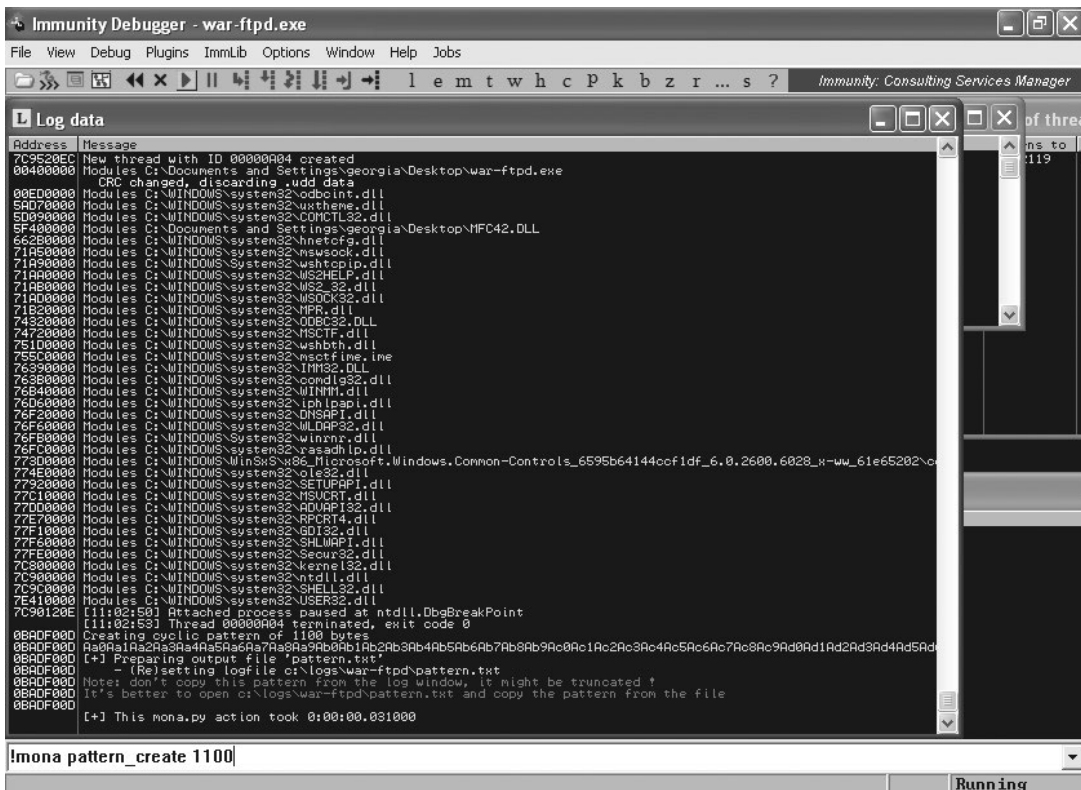 Immunity Debugger - war-ftpd.exe
File View Debug Plugins ImmLib Options Window Help Jobs
l e m t w h c P k b z r ... s ? Immunity: Consulting Services Manager
Log data
of threa
Address Message
ns to
2119
7C9520EC New thread with ID 00000A04 created
00400000 Modules C:\Documents and Settings\georgia\Desktop\war-ftpd.exe
CRC changed, discarding .udd data
00ED0000 Modules C:\WINDOWS\system32\odbcint.dll
5AD70000 Modules C:\WINDOWS\system32\uxtheme.dll
5D090000 Modules C:\WINDOWS\system32\COMCTL32.dll
5F400000 Modules C:\Documents and Settings\georgia\Desktop\MFC42.DLL
662B0000 Modules C:\WINDOWS\system32\hnetcfg.dll
71A50000 Modules C:\WINDOWS\system32\mswsock.dll
71A90000 Modules C:\WINDOWS\System32\wshtcpip.dll
71AA0000 Modules C:\WINDOWS\system32\WS2HELP.dll
71AB0000 Modules C:\WINDOWS\system32\WS2_32.dll
71AD0000 Modules C:\WINDOWS\system32\WSOCK32.dll
71B20000 Modules C:\WINDOWS\system32\MPR.dll
74320000 Modules C:\WINDOWS\system32\ODBC32.DLL
74720000 Modules C:\WINDOWS\system32\MSCTF.dll
751D0000 Modules C:\WINDOWS\system32\wshbth.dll
755C0000 Modules C:\WINDOWS\system32\msctfime.ime
76390000 Modules C:\WINDOWS\system32\IMM32.DLL
763B0000 Modules C:\WINDOWS\system32\comdlg32.dll
76B40000 Modules C:\WINDOWS\system32\WINMM.dll
76D60000 Modules C:\WINDOWS\system32\iphlpapi.dll
76F20000 Modules C:\WINDOWS\system32\DNSAPI.dll
76F60000 Modules C:\WINDOWS\system32\WLDAP32.dll
76FB0000 Modules C:\WINDOWS\System32\winrnr.dll
76FC0000 Modules C:\WINDOWS\system32\rasadhlp.dll
773D0000 Modules C:\WINDOWS\WinSxS\x86_Microsoft.Windows.Common-Controls_6595b64144ccf1df_6.0.2600.6028_x-ww_61e65202\co
774E0000 Modules C:\WINDOWS\system32\ole32.dll
77920000 Modules C:\WINDOWS\system32\SETUPAPI.dll
77C10000 Modules C:\WINDOWS\system32\MSVCRT.dll
77DD0000 Modules C:\WINDOWS\system32\ADVAPI32.dll
77E70000 Modules C:\WINDOWS\system32\RPCRT4.dll
77F10000 Modules C:\WINDOWS\system32\GDI32.dll
77F60000 Modules C:\WINDOWS\system32\SHLWAPI.dll
77FE0000 Modules C:\WINDOWS\system32\Secur32.dll
7C800000 Modules C:\WINDOWS\system32\kernel32.dll
7C900000 Modules C:\WINDOWS\system32\ntdll.dll
7C9C0000 Modules C:\WINDOWS\system32\SHELL32.dll
7E410000 Modules C:\WINDOWS\system32\USER32.dll
7C90120E [11:02:50] Attached process paused at ntdll.DbgBreakPoint
[11:02:53] Thread 00000A04 terminated, exit code 0
0BADF00D Creating cyclic pattern of 1100 bytes
0BADF00D Aa0Aa1Aa2Aa3Aa4Aa5Aa6Aa7Aa8Aa9Ab0Ab1Ab2Ab3Ab4Ab5Ab6Ab7Ab8Ab9Ac0Ac1Ac2Ac3Ac4Ac5Ac6Ac7Ac8Ac9Ad0Ad1Ad2Ad3Ad4Ad5Ad
0BADF00D [+] Preparing output file 'pattern.txt'
0BADF00D - (Re)setting logfile c:\logs\war-ftpd\pattern.txt
0BADF00D Note: don't copy this pattern from the log window, it might be truncated !
0BADF00D It's better to open c:\logs\war-ftpd\pattern.txt and copy the pattern from the file
0BADF00D
[+] This mona.py action took 0:00:00.031000
!mona pattern_create 1100
Running